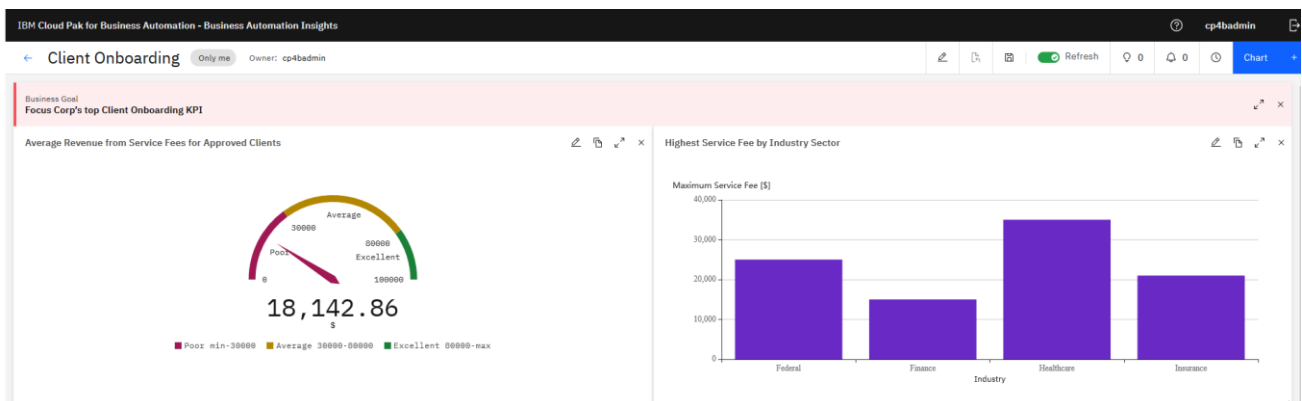 IBM Cloud Pak for Business Automation - Business Automation Insights
cp4badmin
Client Onboarding
Only me
Owner: cp4badmin
Refresh
0
0
Chart
+
Business Goal
Focus Corp's top Client Onboarding KPI
Average Revenue from Service Fees for Approved Clients
Average
30000
80000
Poor
Excellent
0
100000
18,142.86
$
Poor min-30000
Average 30000-80000
Excellent 80000-max
Highest Service Fee by Industry Sector
Maximum Service Fee [$]
40,000
30,000
20,000
10,000
0
Federal
Finance
Healthcare
Insurance
Industry